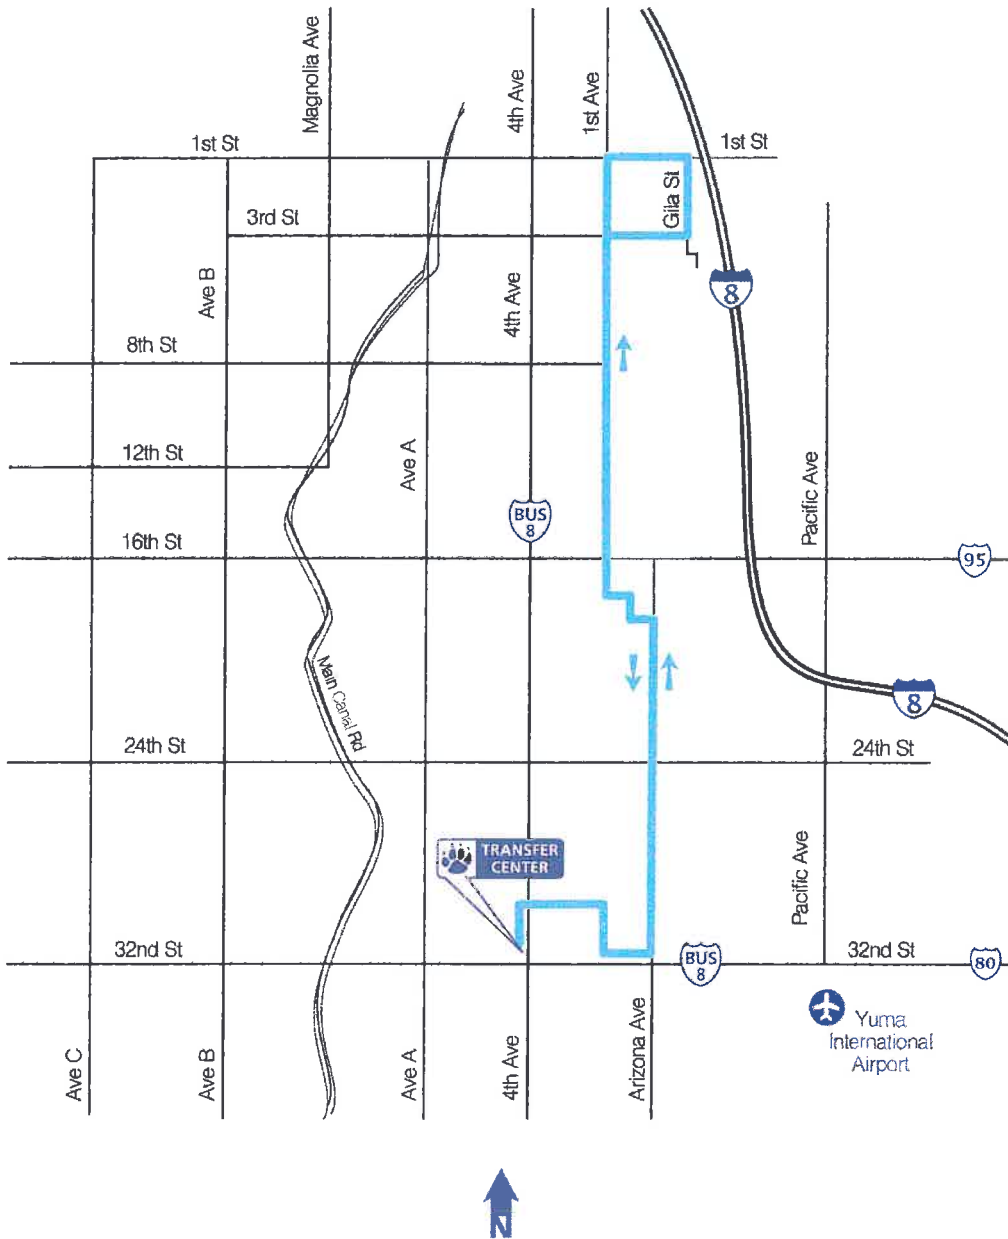 Magnolia Ave
4th Ave
1st Ave
1st St
1st St
3rd St
Gila St
Ave B
8
4th Ave
8th St
12th St
Ave A
Pacific Ave
BUS
8
16th St
95
Main Canal Rd
8
24th St
24th St
TRANSFER
CENTER
Pacific Ave
32nd St
BUS
8
32nd St
80
Yuma
International
Airport
Ave C
Ave B
Ave A
4th Ave
Arizona Ave
N